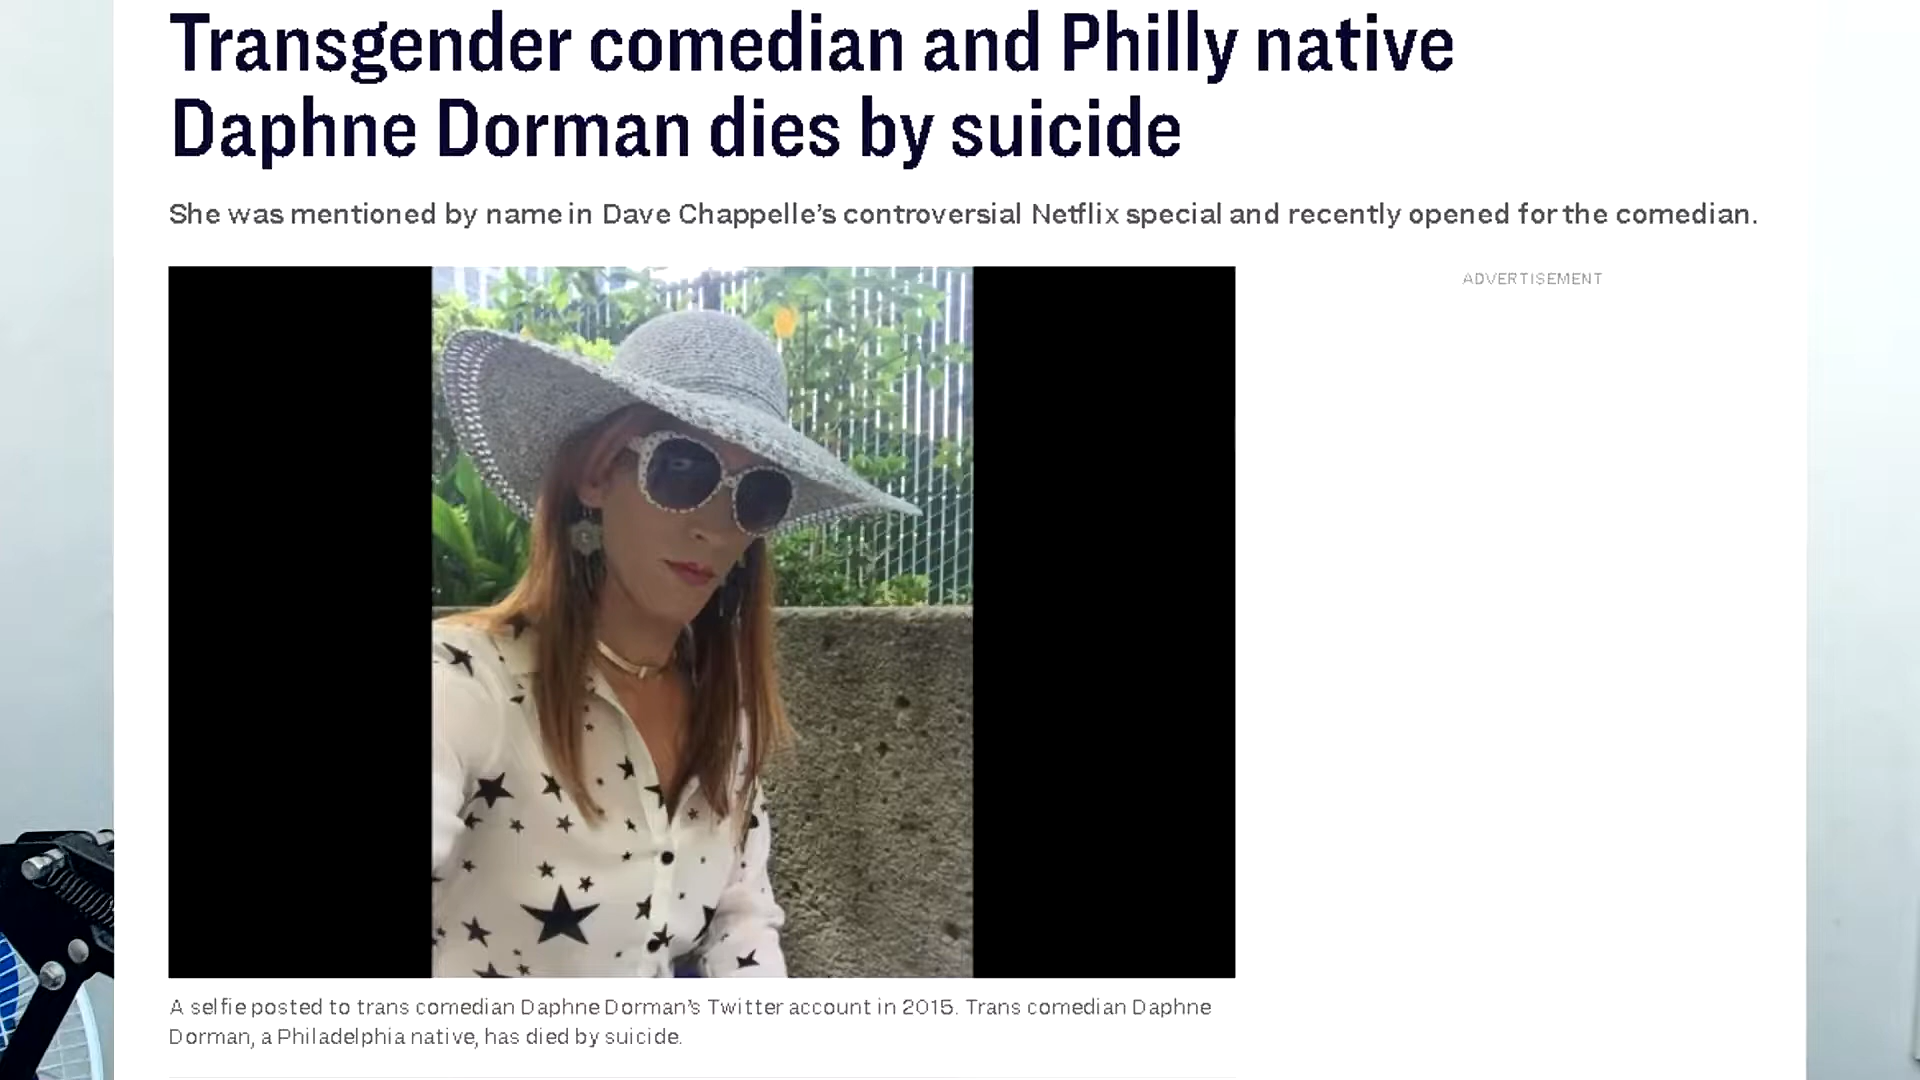 Transgender comedian and Philly native
Daphne Dorman dies by suicide
She was mentioned by name in Dave Chappelle’s controversial Netflix special and recently opened for the comedian.
ADVERTISEMENT
A selfie posted to trans comedian Daphne Dorman’s Twitter account in 2015. Trans comedian Daphne
Dorman, a Philadelphia native, has died by suicide.